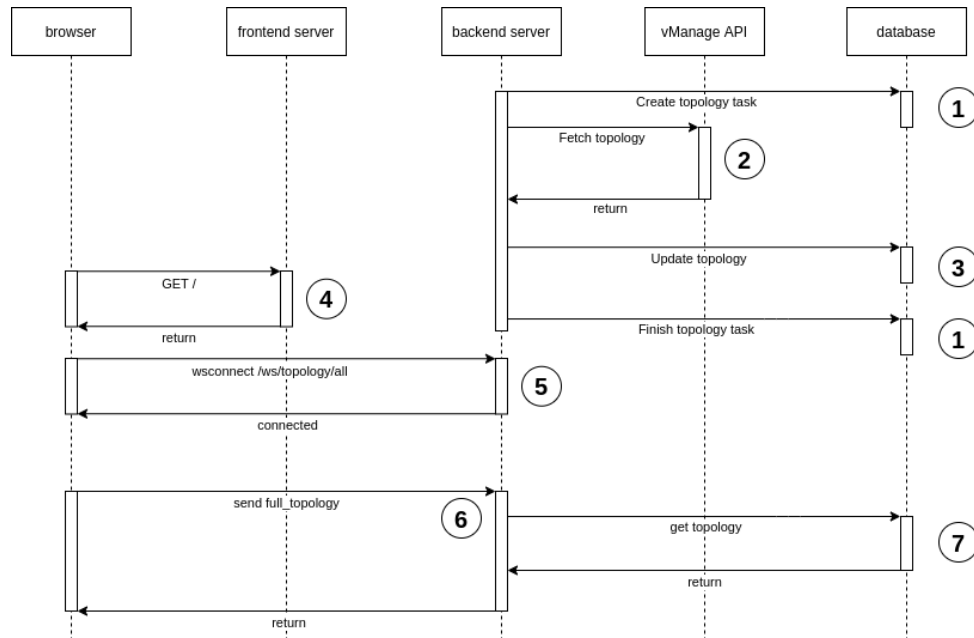 browser
frontend server
backend server
vManage API
database
Create topology task
1
Fetch topology
2
return
Update topology
3
GET /
4
return
Finish topology task
1
wsconnect /ws/topology/all
5
connected
send full_topology
6
get topology
7
return
return